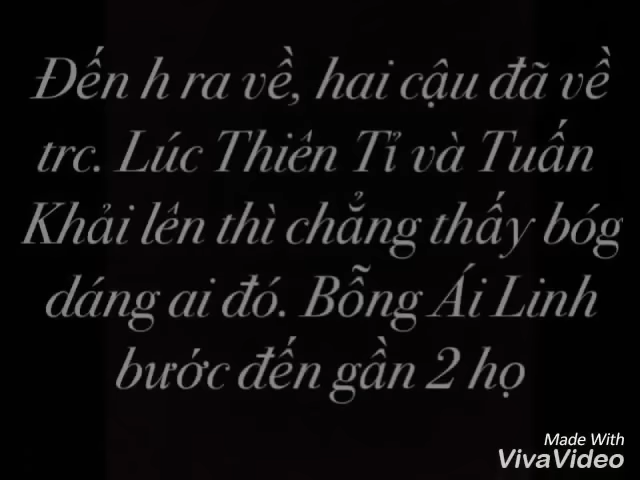 Đến h ra về, hai cậu đã về
trc. Lúc Thiên Tỉ và Tuấn
Khải lên thì chẳng thấy bóg
dáng ai đó. Bỗng Ái Linh
bước đến gần 2 họ
Made With
VivaVideo